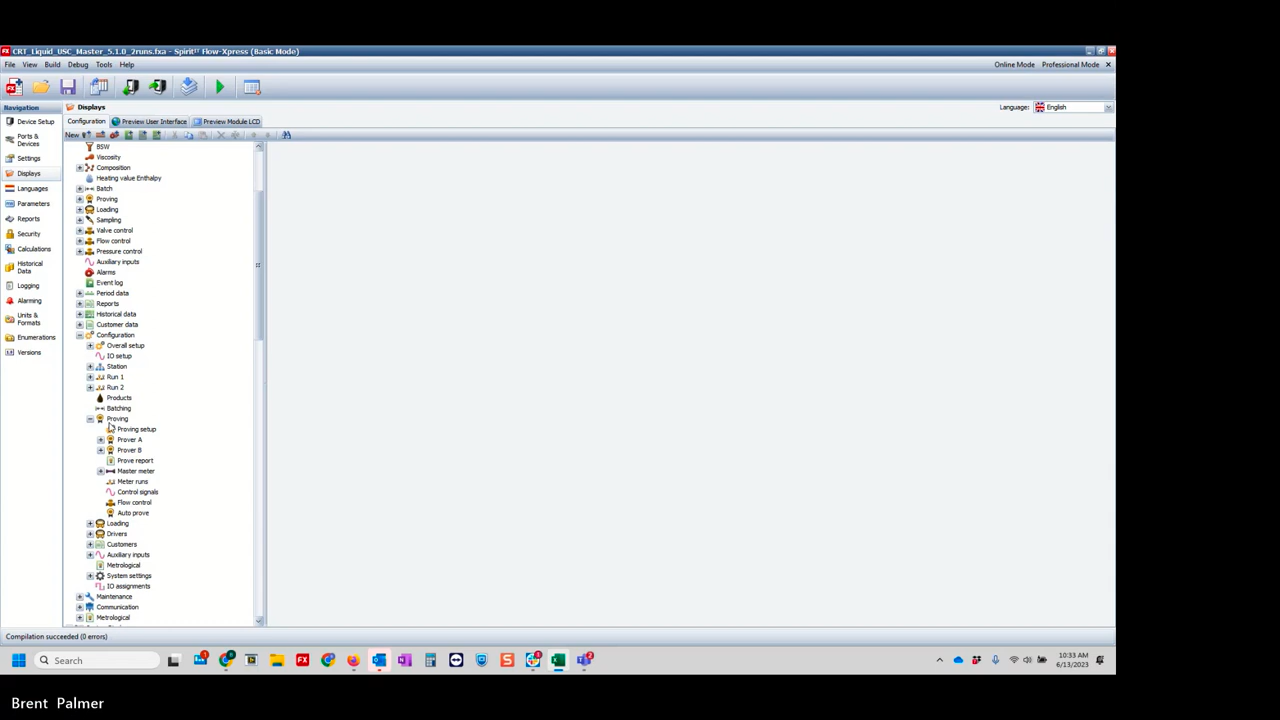 CRT_Liquid_USC_Master_5.1.0_2runs.fxa - Spirit IT Flow-Xpress (Basic Mode)
File View Build Debug Tools Help Online Mode Professional Mode
Navigation
Displays
Language: English
Device Setup
Ports & Devices
Settings
Displays
Languages
Parameters
Reports
Security
Calculations
Historical Data
Logging
Alarming
Units & Formats
Enumerations
Versions
Configuration Preview User Interface Preview Module LCD
New
BSW
Viscosity
Composition
Heating value Enthalpy
Batch
Proving
Loading
Sampling
Valve control
Flow control
Pressure control
Auxiliary inputs
Alarms
Event log
Period data
Reports
Historical data
Customer data
Configuration
Overall setup
IO setup
Station
Run 1
Run 2
Products
Batching
Proving
Proving setup
Prover A
Prover B
Prove report
Master meter
Meter runs
Control signals
Flow control
Auto prove
Loading
Drivers
Customers
Auxiliary inputs
Metrological
System settings
IO assignments
Maintenance
Communication
Metrological
Compilation succeeded (0 errors)
Search
10:33 AM
6/13/2023
Brent Palmer